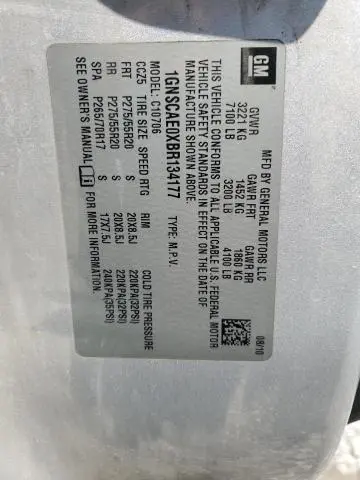 GM
MFD BY GENERAL MOTORS LLC
08/10
GVWR GAWR FRT GAWR RR
3221 KG 1452 KG 1860 KG
7100 LB 3200 LB 4100 LB
THIS VEHICLE CONFORMS TO ALL APPLICABLE U.S. FEDERAL MOTOR
VEHICLE SAFETY STANDARDS IN EFFECT ON THE DATE OF
MANUFACTURE SHOWN ABOVE.
1GNSCAE0XBR134177 TYPE: M.P.V.
MODEL: C10706
CCZ5 TIRE SIZE SPEED RTG RIM COLD TIRE PRESSURE
FRT P275/55R20 S 20X8.5J 220KPA(32PSI)
RR P275/55R20 S 20X8.5J 220KPA(32PSI)
SPA P265/70R17 S 17X7.5J 240KPA(35PSI)
SEE OWNER'S MANUAL